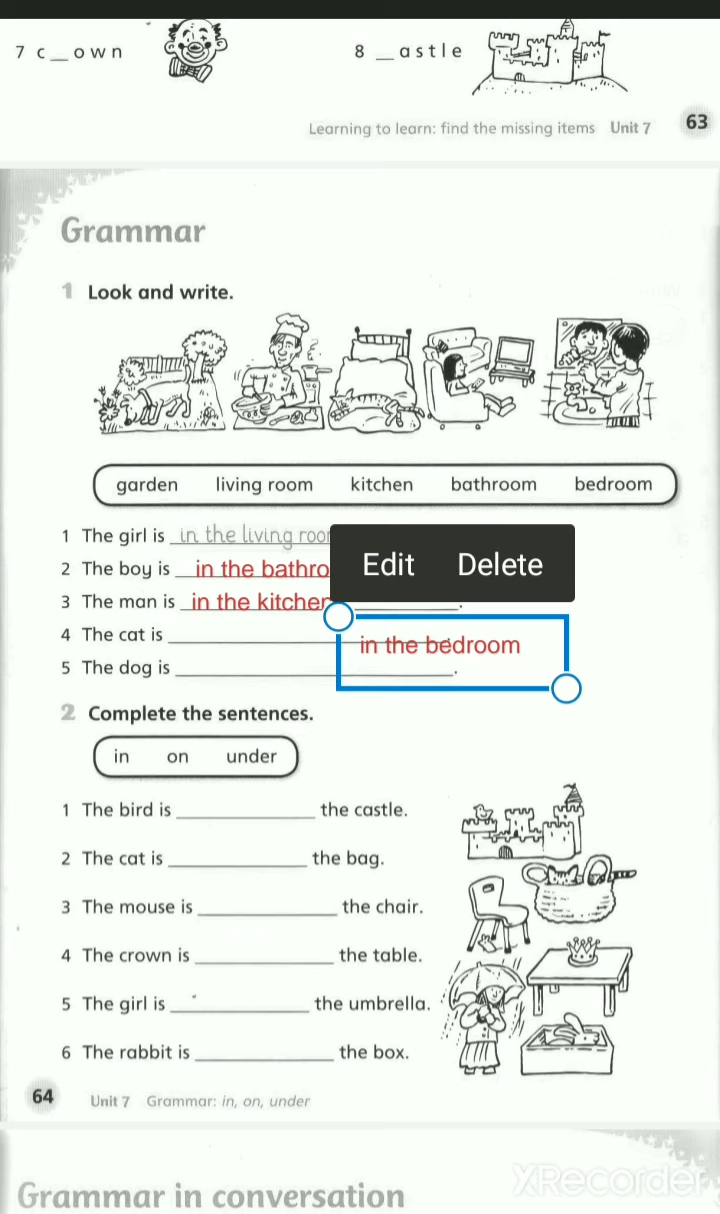 7 c_own
8 _astle
Learning to learn: find the missing items Unit 7 63
Grammar
1 Look and write.
garden living room kitchen bathroom bedroom
1 The girl is in the living roo
2 The boy is in the bathro
3 The man is in the kitchen .
Edit Delete
4 The cat is
in the bedroom
5 The dog is .
2 Complete the sentences.
in on under
1 The bird is the castle.
2 The cat is the bag.
3 The mouse is the chair.
4 The crown is the table.
5 The girl is the umbrella.
6 The rabbit is the box.
64 Unit 7 Grammar: in, on, under
XRecorder
Grammar in conversation